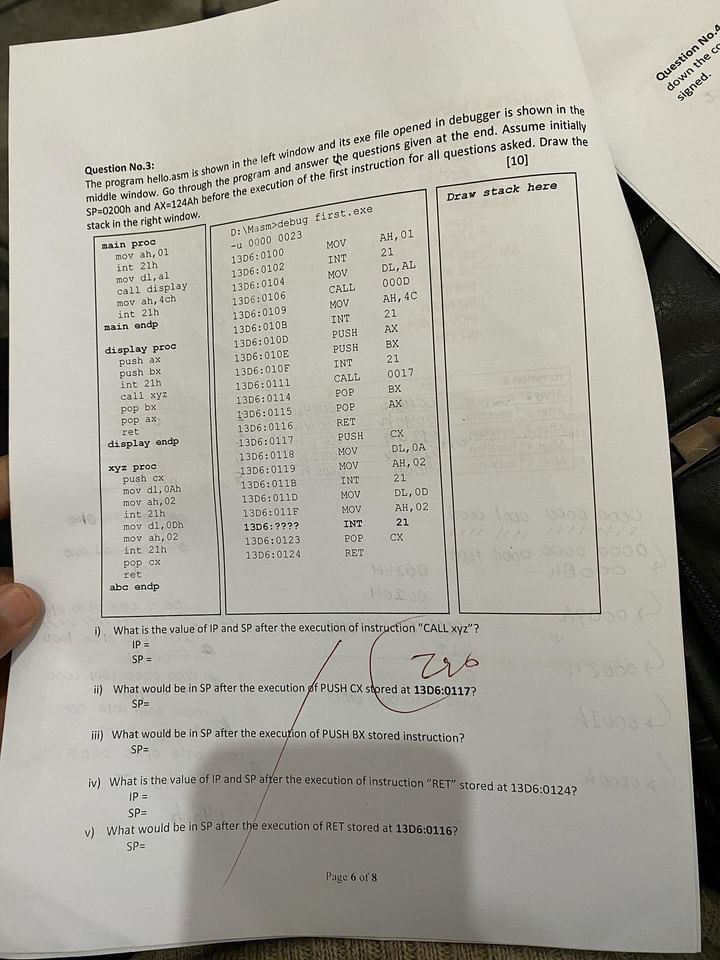 Question No.4
down the co
signed.
Question No.3:
The program hello.asm is shown in the left window and its exe file opened in debugger is shown in the
middle window. Go through the program and answer the questions given at the end. Assume initially
SP=0200h and AX=124Ah before the execution of the first instruction for all questions asked. Draw the
stack in the right window. [10]
main proc
mov ah,01
int 21h
mov dl,al
call display
mov ah,4ch
int 21h
main endp
display proc
push ax
push bx
int 21h
call xyz
pop bx
pop ax
ret
display endp
xyz proc
push cx
mov dl,0Ah
mov ah,02
int 21h
mov dl,0Dh
mov ah,02
int 21h
pop cx
ret
abc endp
D:\Masm>debug first.exe
-u 0000 0023
13D6:0100 MOV AH,01
13D6:0102 INT 21
13D6:0104 MOV DL,AL
13D6:0106 CALL 000D
13D6:0109 MOV AH,4C
13D6:010B INT 21
13D6:010D PUSH AX
13D6:010E PUSH BX
13D6:010F INT 21
13D6:0111 CALL 0017
13D6:0114 POP BX
13D6:0115 POP AX
13D6:0116 RET
13D6:0117 PUSH CX
13D6:0118 MOV DL,0A
13D6:0119 MOV AH,02
13D6:011B INT 21
13D6:011D MOV DL,0D
13D6:011F MOV AH,02
13D6:???? INT 21
13D6:0123 POP CX
13D6:0124 RET
Draw stack here
i) What is the value of IP and SP after the execution of instruction "CALL xyz"?
IP =
SP =
ii) What would be in SP after the execution of PUSH CX stored at 13D6:0117?
SP=
iii) What would be in SP after the execution of PUSH BX stored instruction?
SP=
iv) What is the value of IP and SP after the execution of instruction "RET" stored at 13D6:0124?
IP =
SP=
v) What would be in SP after the execution of RET stored at 13D6:0116?
SP=
Page 6 of 8